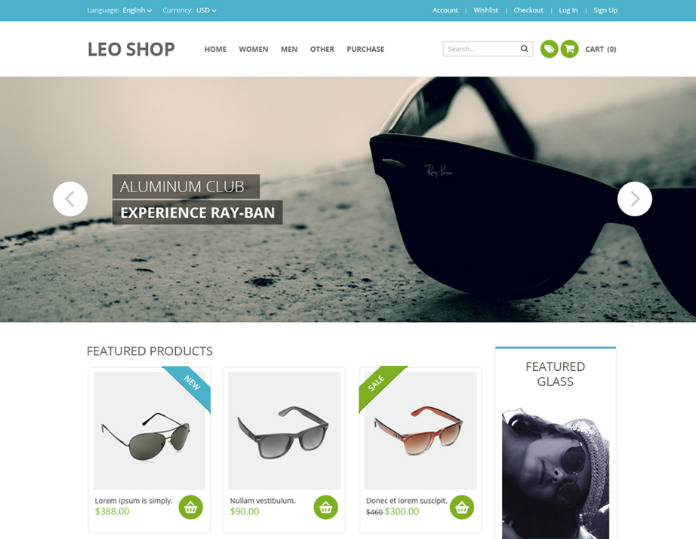 Language: English Currency: USD Account | Wishlist | Checkout | Log In | Sign Up
LEO SHOP HOME WOMEN MEN OTHER PURCHASE Search.. CART (0)
Ray-Ban
ALUMINUM CLUB
EXPERIENCE RAY-BAN
FEATURED PRODUCTS
NEW
SALE
Lorem Ipsum is simply.
$388.00
Nullam vestibulum.
$90.00
Donec et lorem suscipit.
$460 $300.00
FEATURED
GLASS